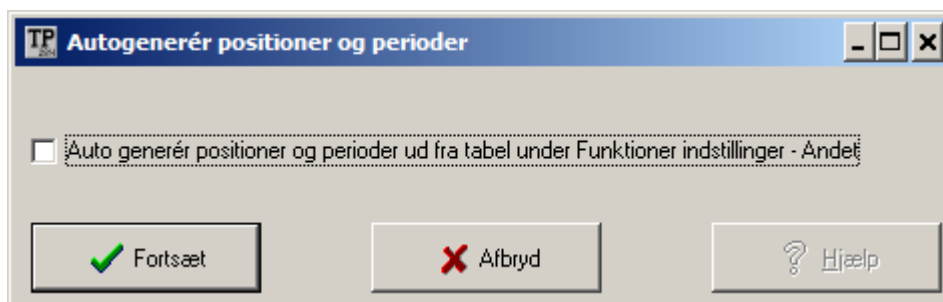 TP Autogenerér positioner og perioder
Auto generér positioner og perioder ud fra tabel under Funktioner indstillinger - Andet
Fortsæt Afbryd Hjælp